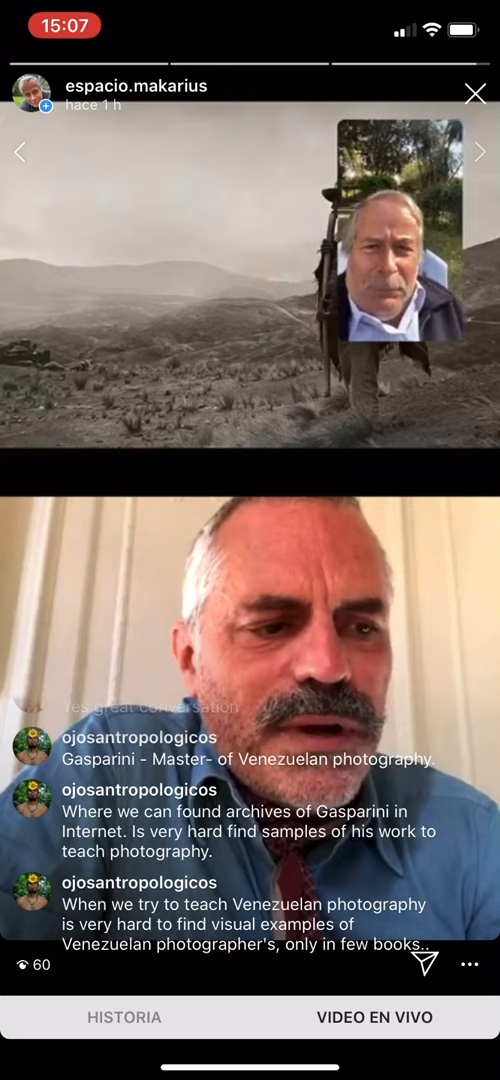 15:07
espacio.makarius
hace 1 h
Yes great conversation
ojosantropologicos
Gasparini - Master- of Venezuelan photography.
ojosantropologicos
Where we can found archives of Gasparini in
Internet. Is very hard find samples of his work to
teach photography.
ojosantropologicos
When we try to teach Venezuelan photography
is very hard to find visual examples of
Venezuelan photographer's, only in few books..
60
HISTORIA
VIDEO EN VIVO